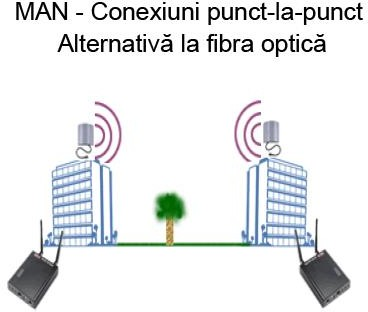 MAN - Conexiuni punct-la-punct
Alternativă la fibra optică